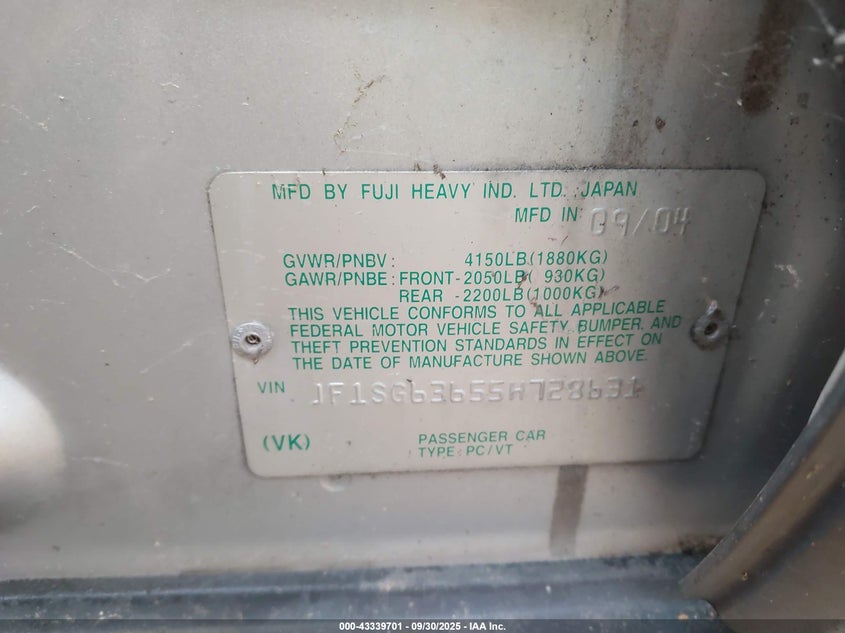 MFD BY FUJI HEAVY IND. LTD. JAPAN
MFD IN 09/04
GVWR/PNBV: 4150LB(1880KG)
GAWR/PNBE: FRONT-2050LB( 930KG)
REAR -2200LB(1000KG)
THIS VEHICLE CONFORMS TO ALL APPLICABLE
FEDERAL MOTOR VEHICLE SAFETY, BUMPER, AND
THEFT PREVENTION STANDARDS IN EFFECT ON
THE DATE OF MANUFACTURE SHOWN ABOVE.
VIN JF1SG63655H728631
(VK) PASSENGER CAR
TYPE: PC/VT
000-43339701 - 09/30/2025 - IAA Inc.